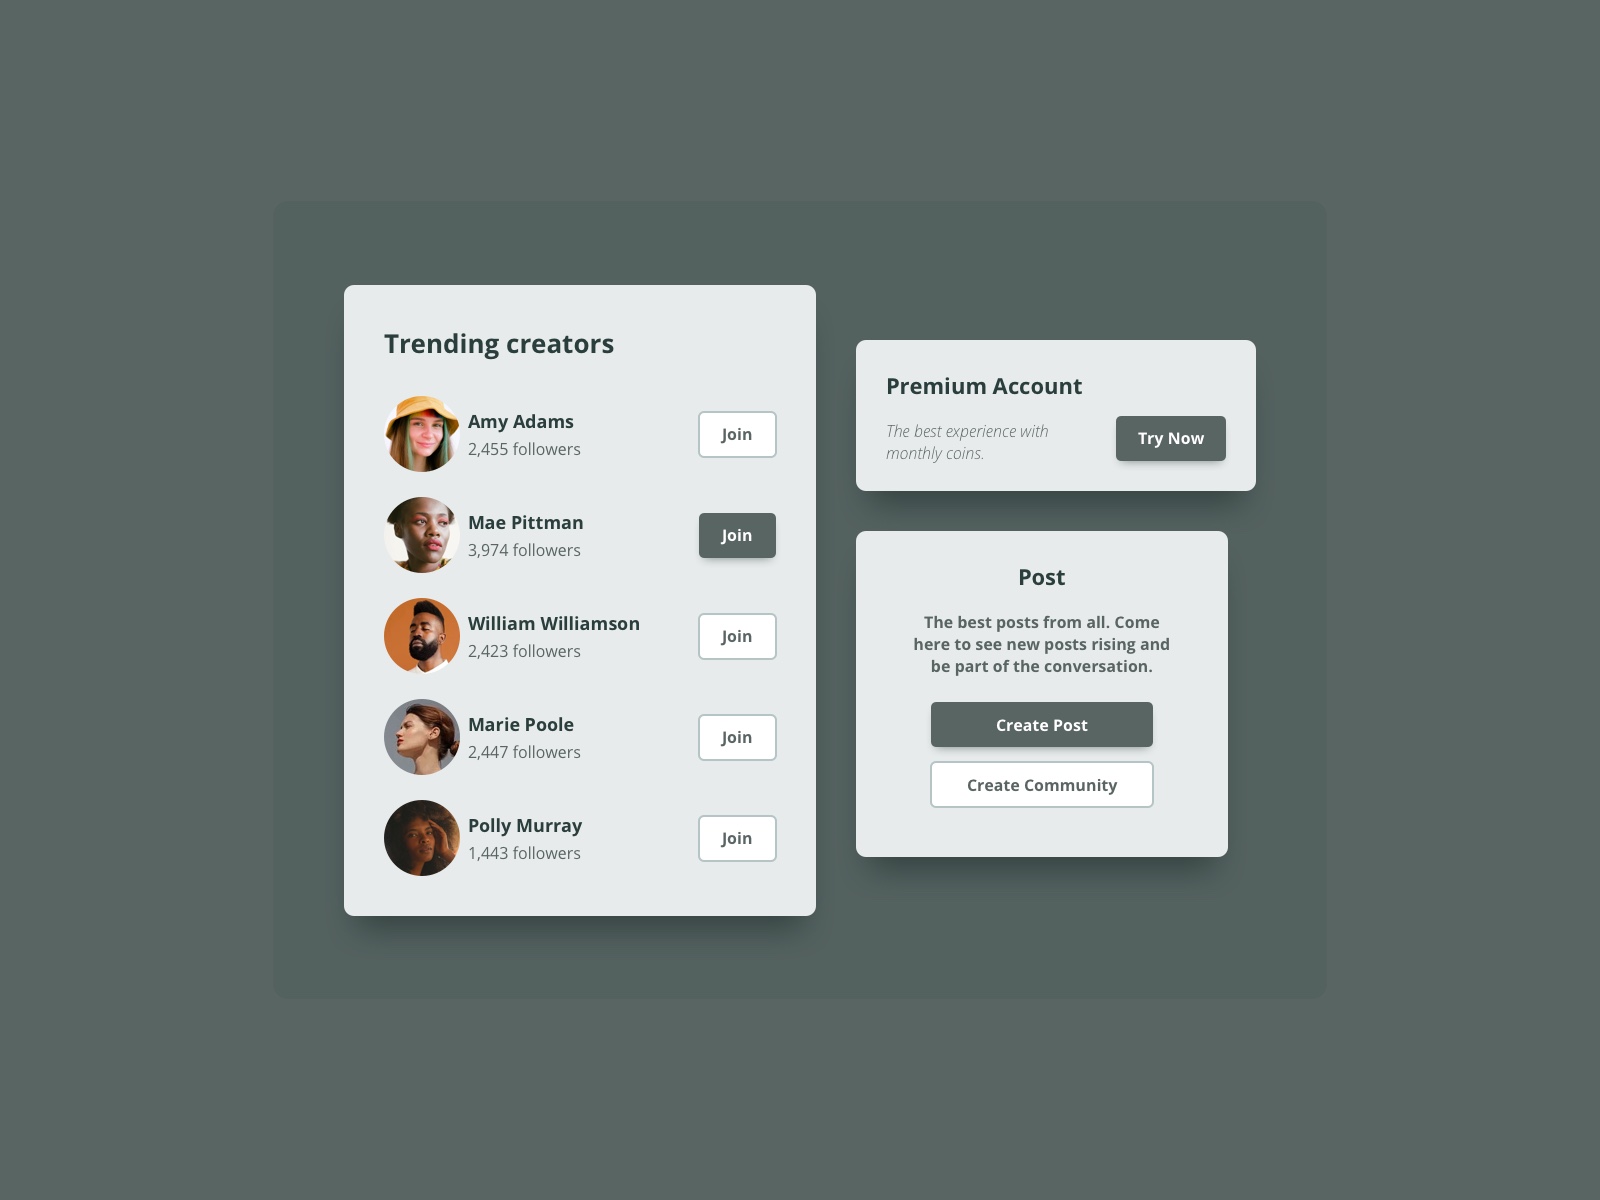 Trending creators
Amy Adams
2,455 followers
Join
Mae Pittman
3,974 followers
Join
William Williamson
2,423 followers
Join
Marie Poole
2,447 followers
Join
Polly Murray
1,443 followers
Join
Premium Account
The best experience with
monthly coins.
Try Now
Post
The best posts from all. Come
here to see new posts rising and
be part of the conversation.
Create Post
Create Community